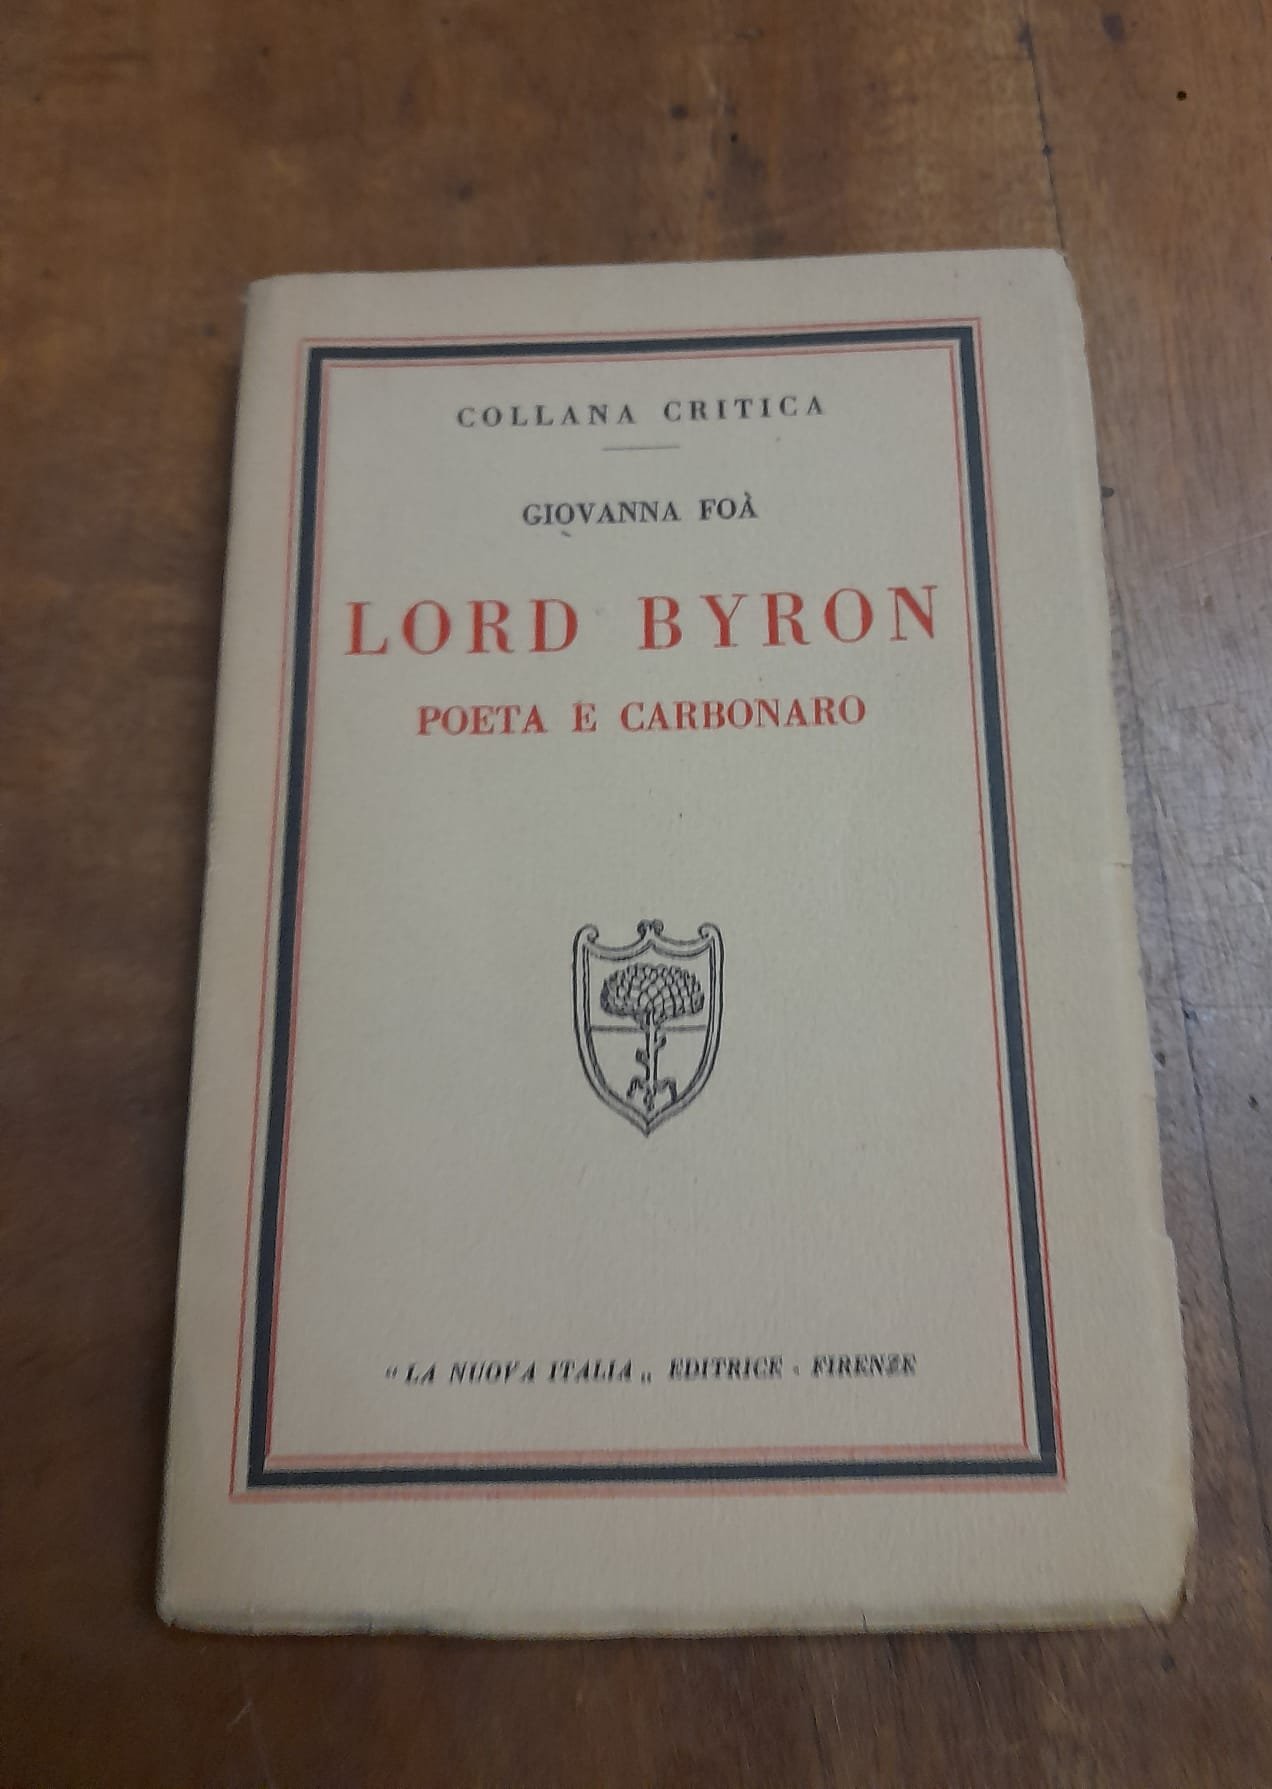 COLLANA CRITICA
GIOVANNA FOÀ
LORD BYRON
POETA E CARBONARO
“ LA NUOVA ITALIA „ EDITRICE - FIRENZE